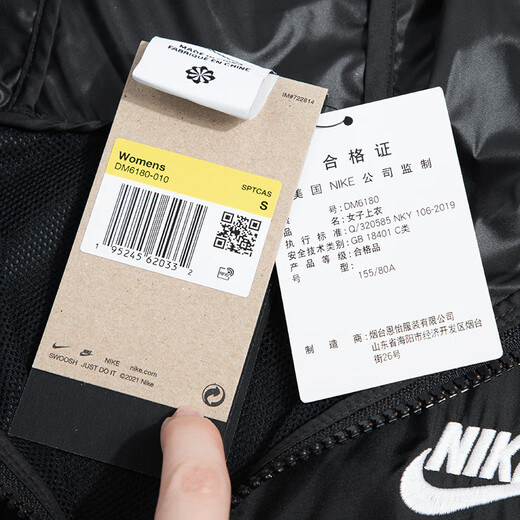 MADE IN CHINA
FABRIQUE EN CHINE
IM#722814
Womens
DM6180-010
SPTCAS
S
1 95245 62033 2
NIKE nike.com
SWOOSH JUST DO IT ©2021 Nike
合格证
美国 NIKE 公司监制
号:DM6180
名:女子上衣
执行标准:Q/320585 NKY 106-2019
安全技术类别:GB 18401 C类
产品等级:合格品
号型:155/80A
制造商:烟台恩怡服装有限公司
山东省海阳市经济开发区烟台
街26号
NIK